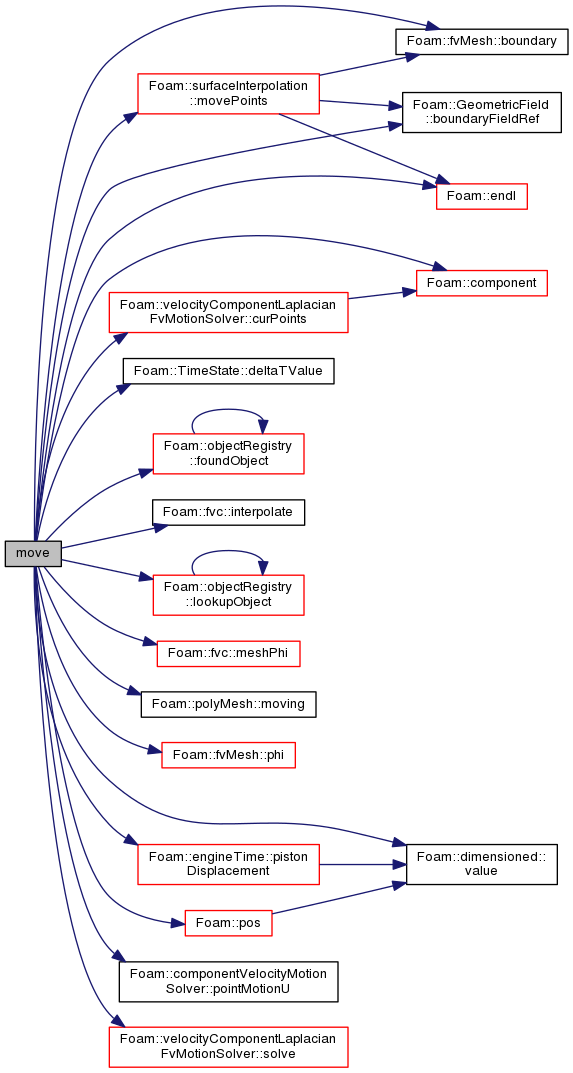 Foam::fvMesh::boundary
Foam::surfaceInterpolation
::movePoints
Foam::GeometricField
::boundaryFieldRef
Foam::endl
Foam::component
Foam::velocityComponentLaplacian
FvMotionSolver::curPoints
Foam::TimeState::deltaTValue
Foam::objectRegistry
::foundObject
Foam::fvc::interpolate
move
Foam::objectRegistry
::lookupObject
Foam::fvc::meshPhi
Foam::polyMesh::moving
Foam::fvMesh::phi
Foam::engineTime::piston
Displacement
Foam::dimensioned::
value
Foam::pos
Foam::componentVelocityMotion
Solver::pointMotionU
Foam::velocityComponentLaplacian
FvMotionSolver::solve